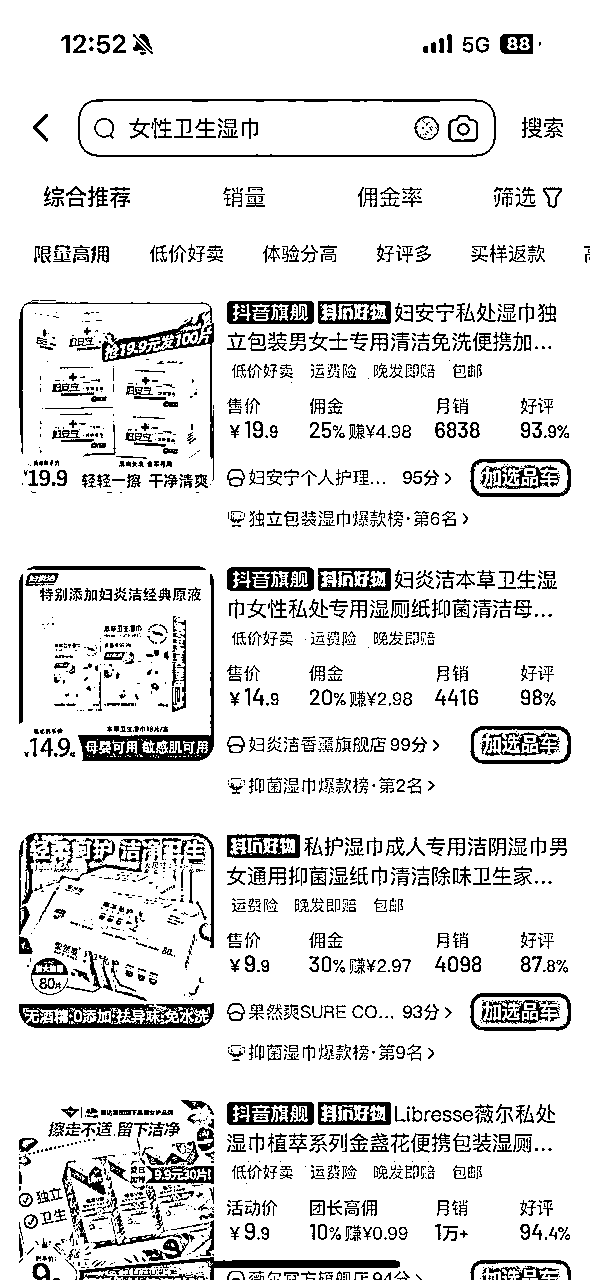 12:52 5G 88
女性卫生湿巾 搜索
综合推荐 销量 佣金率 筛选
限量高佣 低价好卖 体验分高 好评多 买样返款
抢19.9元发100片
19.9 轻轻一擦 干净清爽
抖音旗舰 抖店好物 妇安宁私处湿巾独
立包装男女士专用清洁免洗便携加...
低价好卖 运费险 晚发即赔 包邮
售价 佣金 月销 好评
¥19.9 25% 赚¥4.98 6838 93.9%
妇安宁个人护理... 95分 加选品车
独立包装湿巾爆款榜·第6名
特别添加妇炎洁经典原液
14.9 母婴可用 敏感肌可用
抖音旗舰 抖店好物 妇炎洁本草卫生湿
巾女性私处专用湿厕纸抑菌清洁母...
低价好卖 运费险 晚发即赔
售价 佣金 月销 好评
¥14.9 20% 赚¥2.98 4416 98%
妇炎洁香薰旗舰店 99分 加选品车
抑菌湿巾爆款榜·第2名
轻柔呵护 洁净卫生
80片
无酒精 0添加 祛异味 免水洗
抖店好物 私护湿巾成人专用洁阴湿巾男
女通用抑菌湿纸巾清洁除味卫生家...
运费险 晚发即赔 包邮
售价 佣金 月销 好评
¥9.9 30% 赚¥2.97 4098 87.8%
果然爽SURE CO... 93分 加选品车
抑菌湿巾爆款榜·第9名
擦走不适 留下洁净
9.9元30片!
独立
卫生
抖音旗舰 抖店好物 Libresse薇尔私处
湿巾植萃系列金盏花便携包装湿厕...
低价好卖 运费险 晚发即赔 包邮
活动价 团长高佣 月销 好评
¥9.9 10% 赚¥0.99 1万+ 94.4%
薇尔官方旗舰店 94分